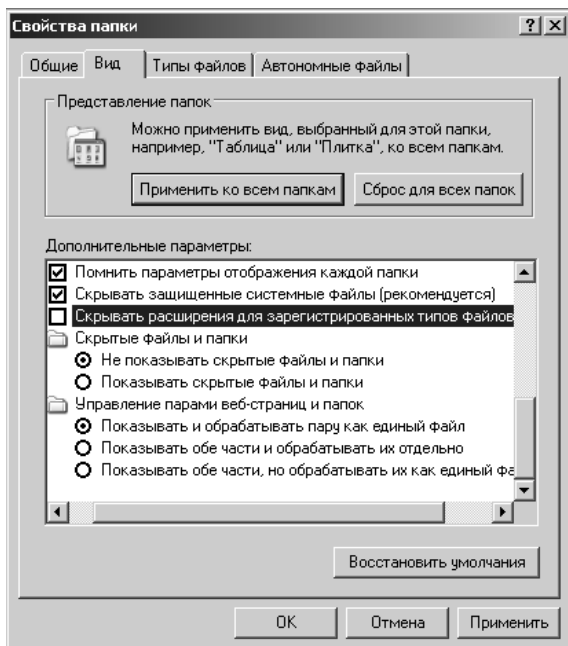 Свойства папки
Общие Вид Типы файлов Автономные файлы
Представление папок
Можно применить вид, выбранный для этой папки,
например, "Таблица" или "Плитка", ко всем папкам.
Применить ко всем папкам Сброс для всех папок
Дополнительные параметры:
Помнить параметры отображения каждой папки
Скрывать защищенные системные файлы (рекомендуется)
Скрывать расширения для зарегистрированных типов файлов
Скрытые файлы и папки
Не показывать скрытые файлы и папки
Показывать скрытые файлы и папки
Управление парами веб-страниц и папок
Показывать и обрабатывать пару как единый файл
Показывать обе части и обрабатывать их отдельно
Показывать обе части, но обрабатывать их как единый фа
Восстановить умолчания
OK Отмена Применить